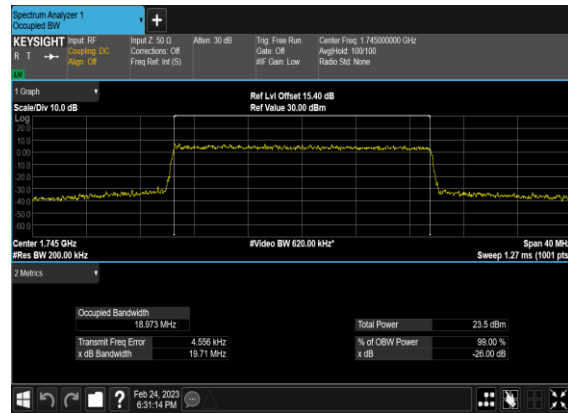 Spectrum Analyzer 1
Occupied BW
+
KEYSIGHT Input: RF Input Z: 50 Ω Atten: 30 dB Trig: Free Run Center Freq: 1.745000000 GHz
R T Coupling: DC Corrections: Off Gate: Off Avg|Hold: 100/100
Align: Off Freq Ref: Int (S) #IF Gain: Low Radio Std: None
LXI
1 Graph
Ref Lvl Offset 15.40 dB
Scale/Div 10.0 dB Ref Value 30.00 dBm
Log
20.0
10.0
0.00
-10.0
-20.0
-30.0
-40.0
-50.0
-60.0
Center 1.745 GHz #Video BW 620.00 kHz* Span 40 MHz
#Res BW 200.00 kHz Sweep 1.27 ms (1001 pts)
2 Metrics
Occupied Bandwidth
18.973 MHz Total Power 23.5 dBm
Transmit Freq Error 4.556 kHz % of OBW Power 99.00 %
x dB Bandwidth 19.71 MHz x dB -26.00 dB
? Feb 24, 2023
6:31:14 PM